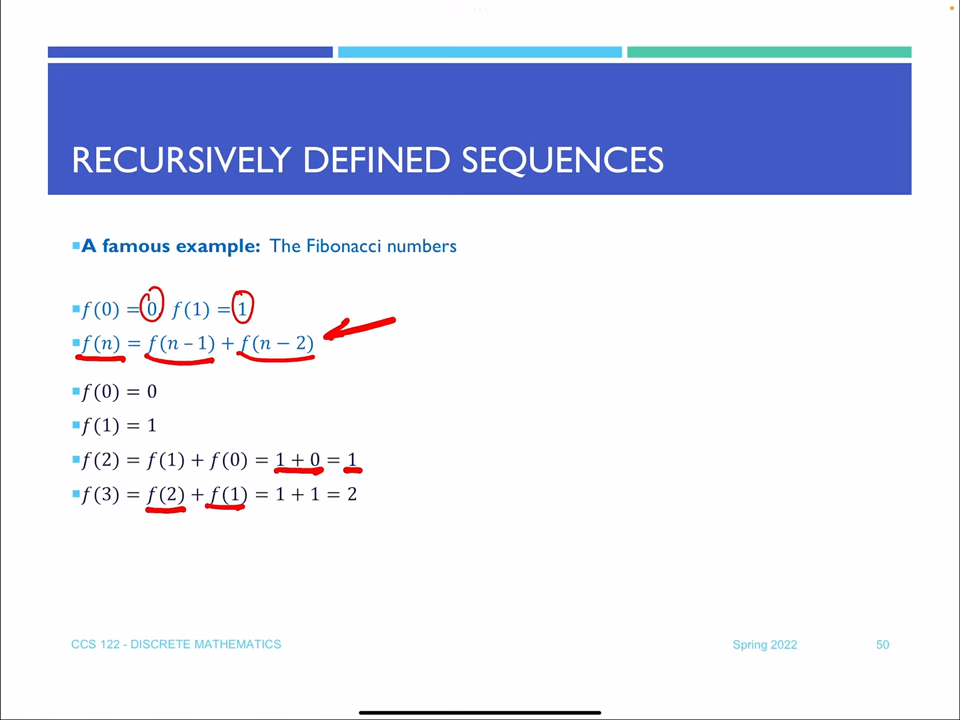 RECURSIVELY DEFINED SEQUENCES
▪A famous example: The Fibonacci numbers
▪f(0) = 0, f(1) = 1
▪f(n) = f(n – 1) + f(n − 2)
▪f(0) = 0
▪f(1) = 1
▪f(2) = f(1) + f(0) = 1 + 0 = 1
▪f(3) = f(2) + f(1) = 1 + 1 = 2
CCS 122 - DISCRETE MATHEMATICS Spring 2022 50